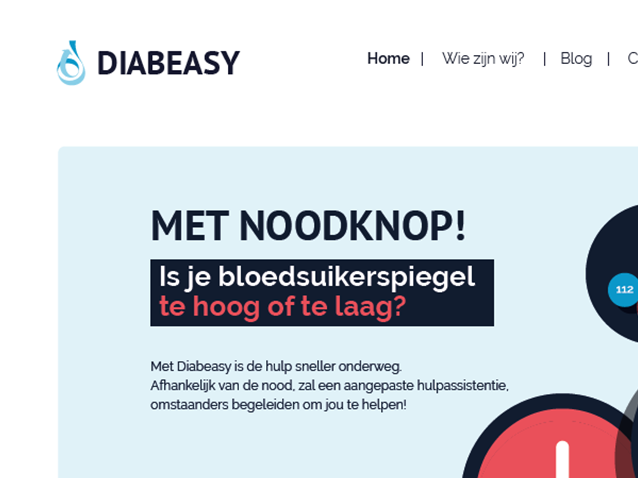 DIABEASY
Home | Wie zijn wij? | Blog | C
MET NOODKNOP!
Is je bloedsuikerspiegel
te hoog of te laag?
112
Met Diabeasy is de hulp sneller onderweg.
Afhankelijk van de nood, zal een aangepaste hulpassistentie,
omstaanders begeleiden om jou te helpen!